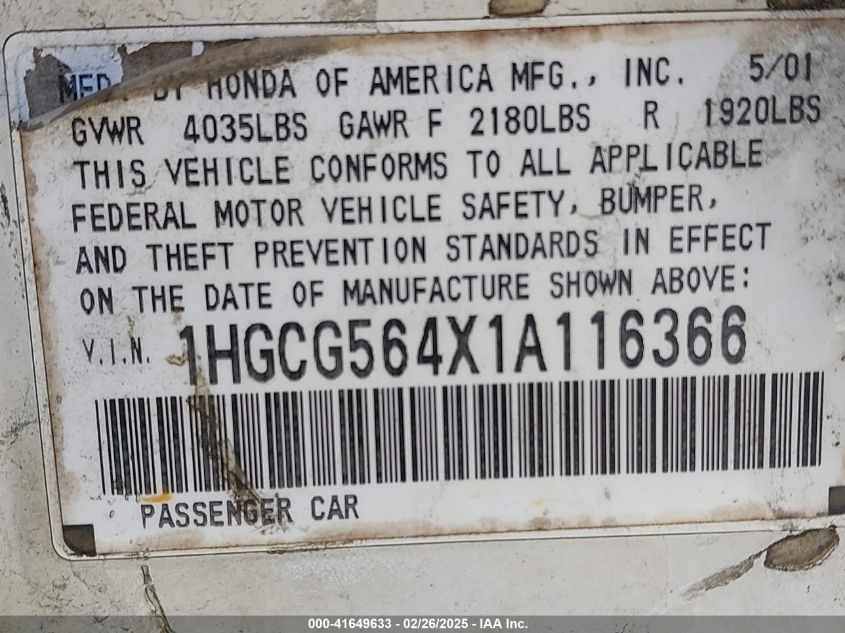 MFD. BY HONDA OF AMERICA MFG., INC. 5/01
GVWR 4035LBS GAWR F 2180LBS R 1920LBS
THIS VEHICLE CONFORMS TO ALL APPLICABLE
FEDERAL MOTOR VEHICLE SAFETY, BUMPER,
AND THEFT PREVENTION STANDARDS IN EFFECT
ON THE DATE OF MANUFACTURE SHOWN ABOVE:
V.I.N. 1HGCG564X1A116366
PASSENGER CAR
000-41649633 - 02/26/2025 - IAA Inc.